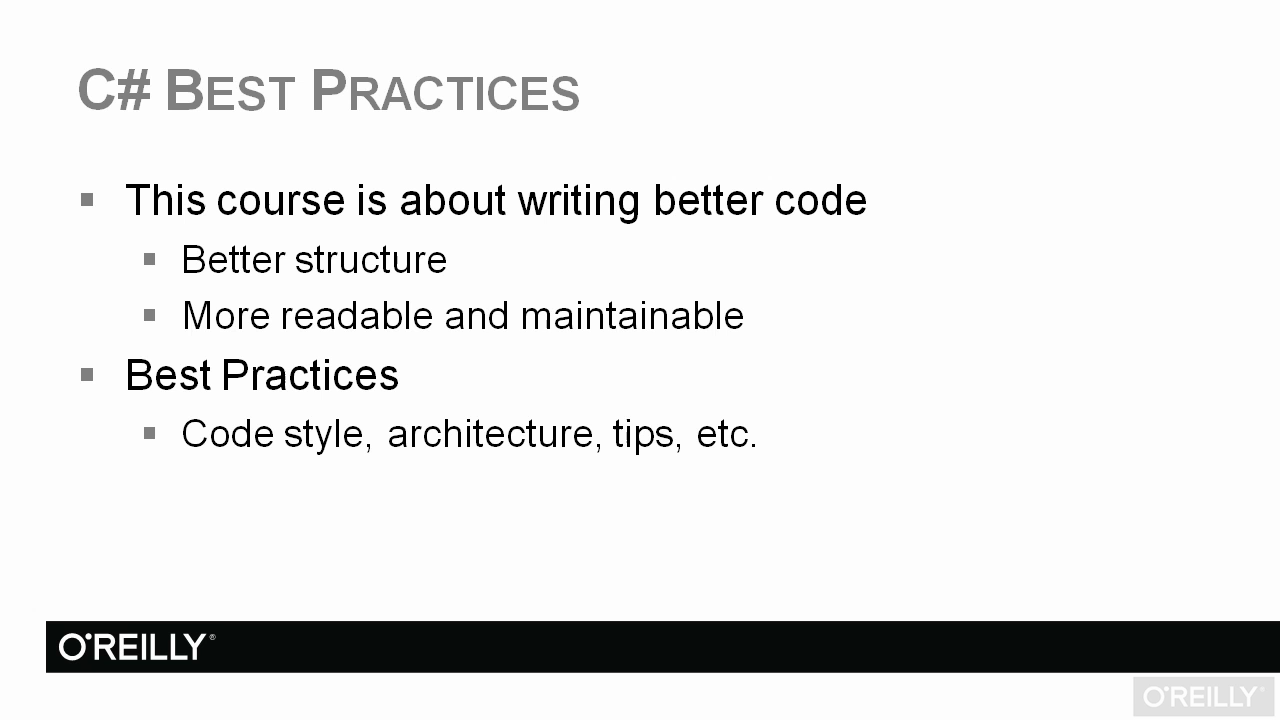 C# BEST PRACTICES
▪ This course is about writing better code
▪ Better structure
▪ More readable and maintainable
▪ Best Practices
▪ Code style, architecture, tips, etc.
O'REILLY®
O'REILLY®